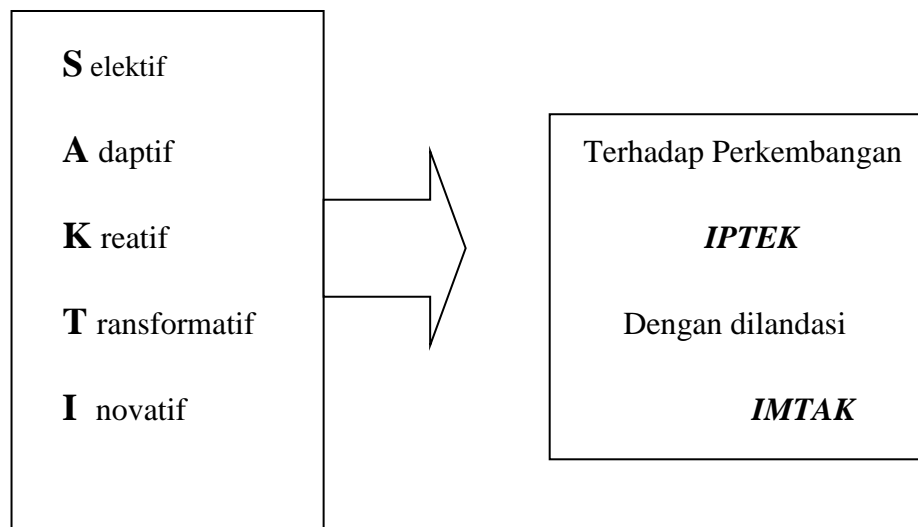 S elektif
A daptif
K reatif
T ransformatif
I novatif
Terhadap Perkembangan
IPTEK
Dengan dilandasi
IMTAK